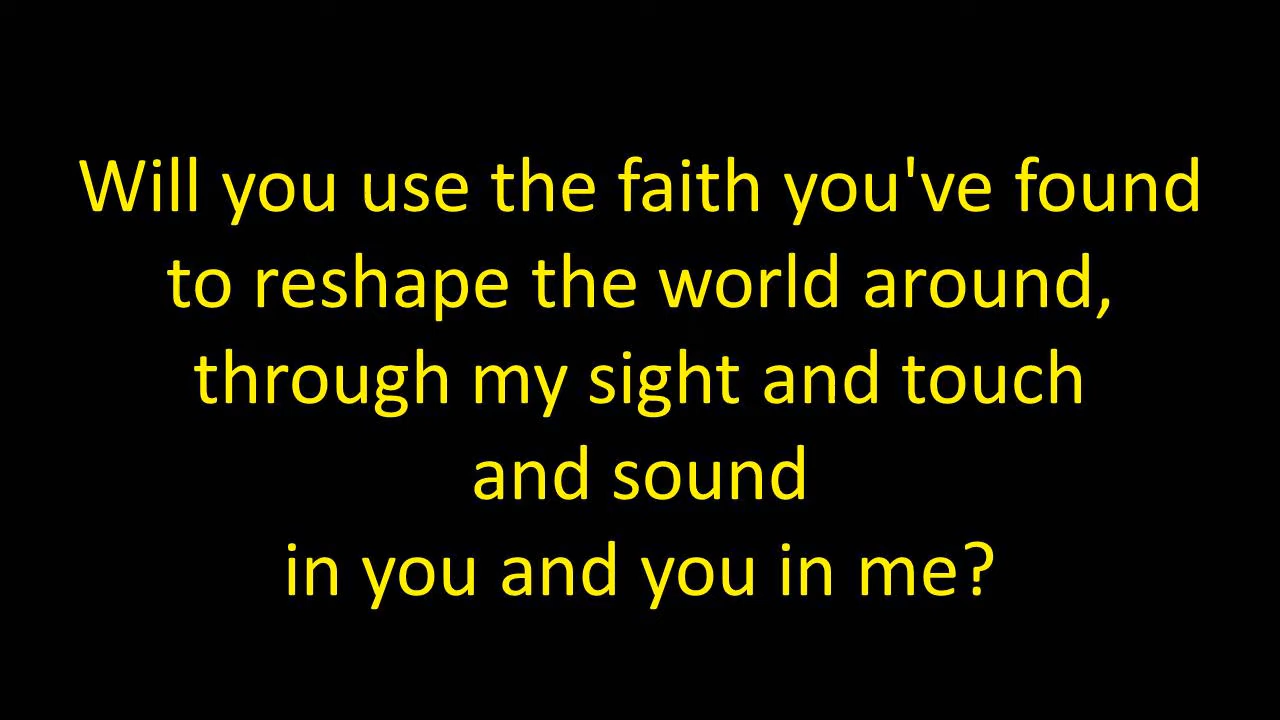 Will you use the faith you've found
to reshape the world around,
through my sight and touch
and sound
in you and you in me?